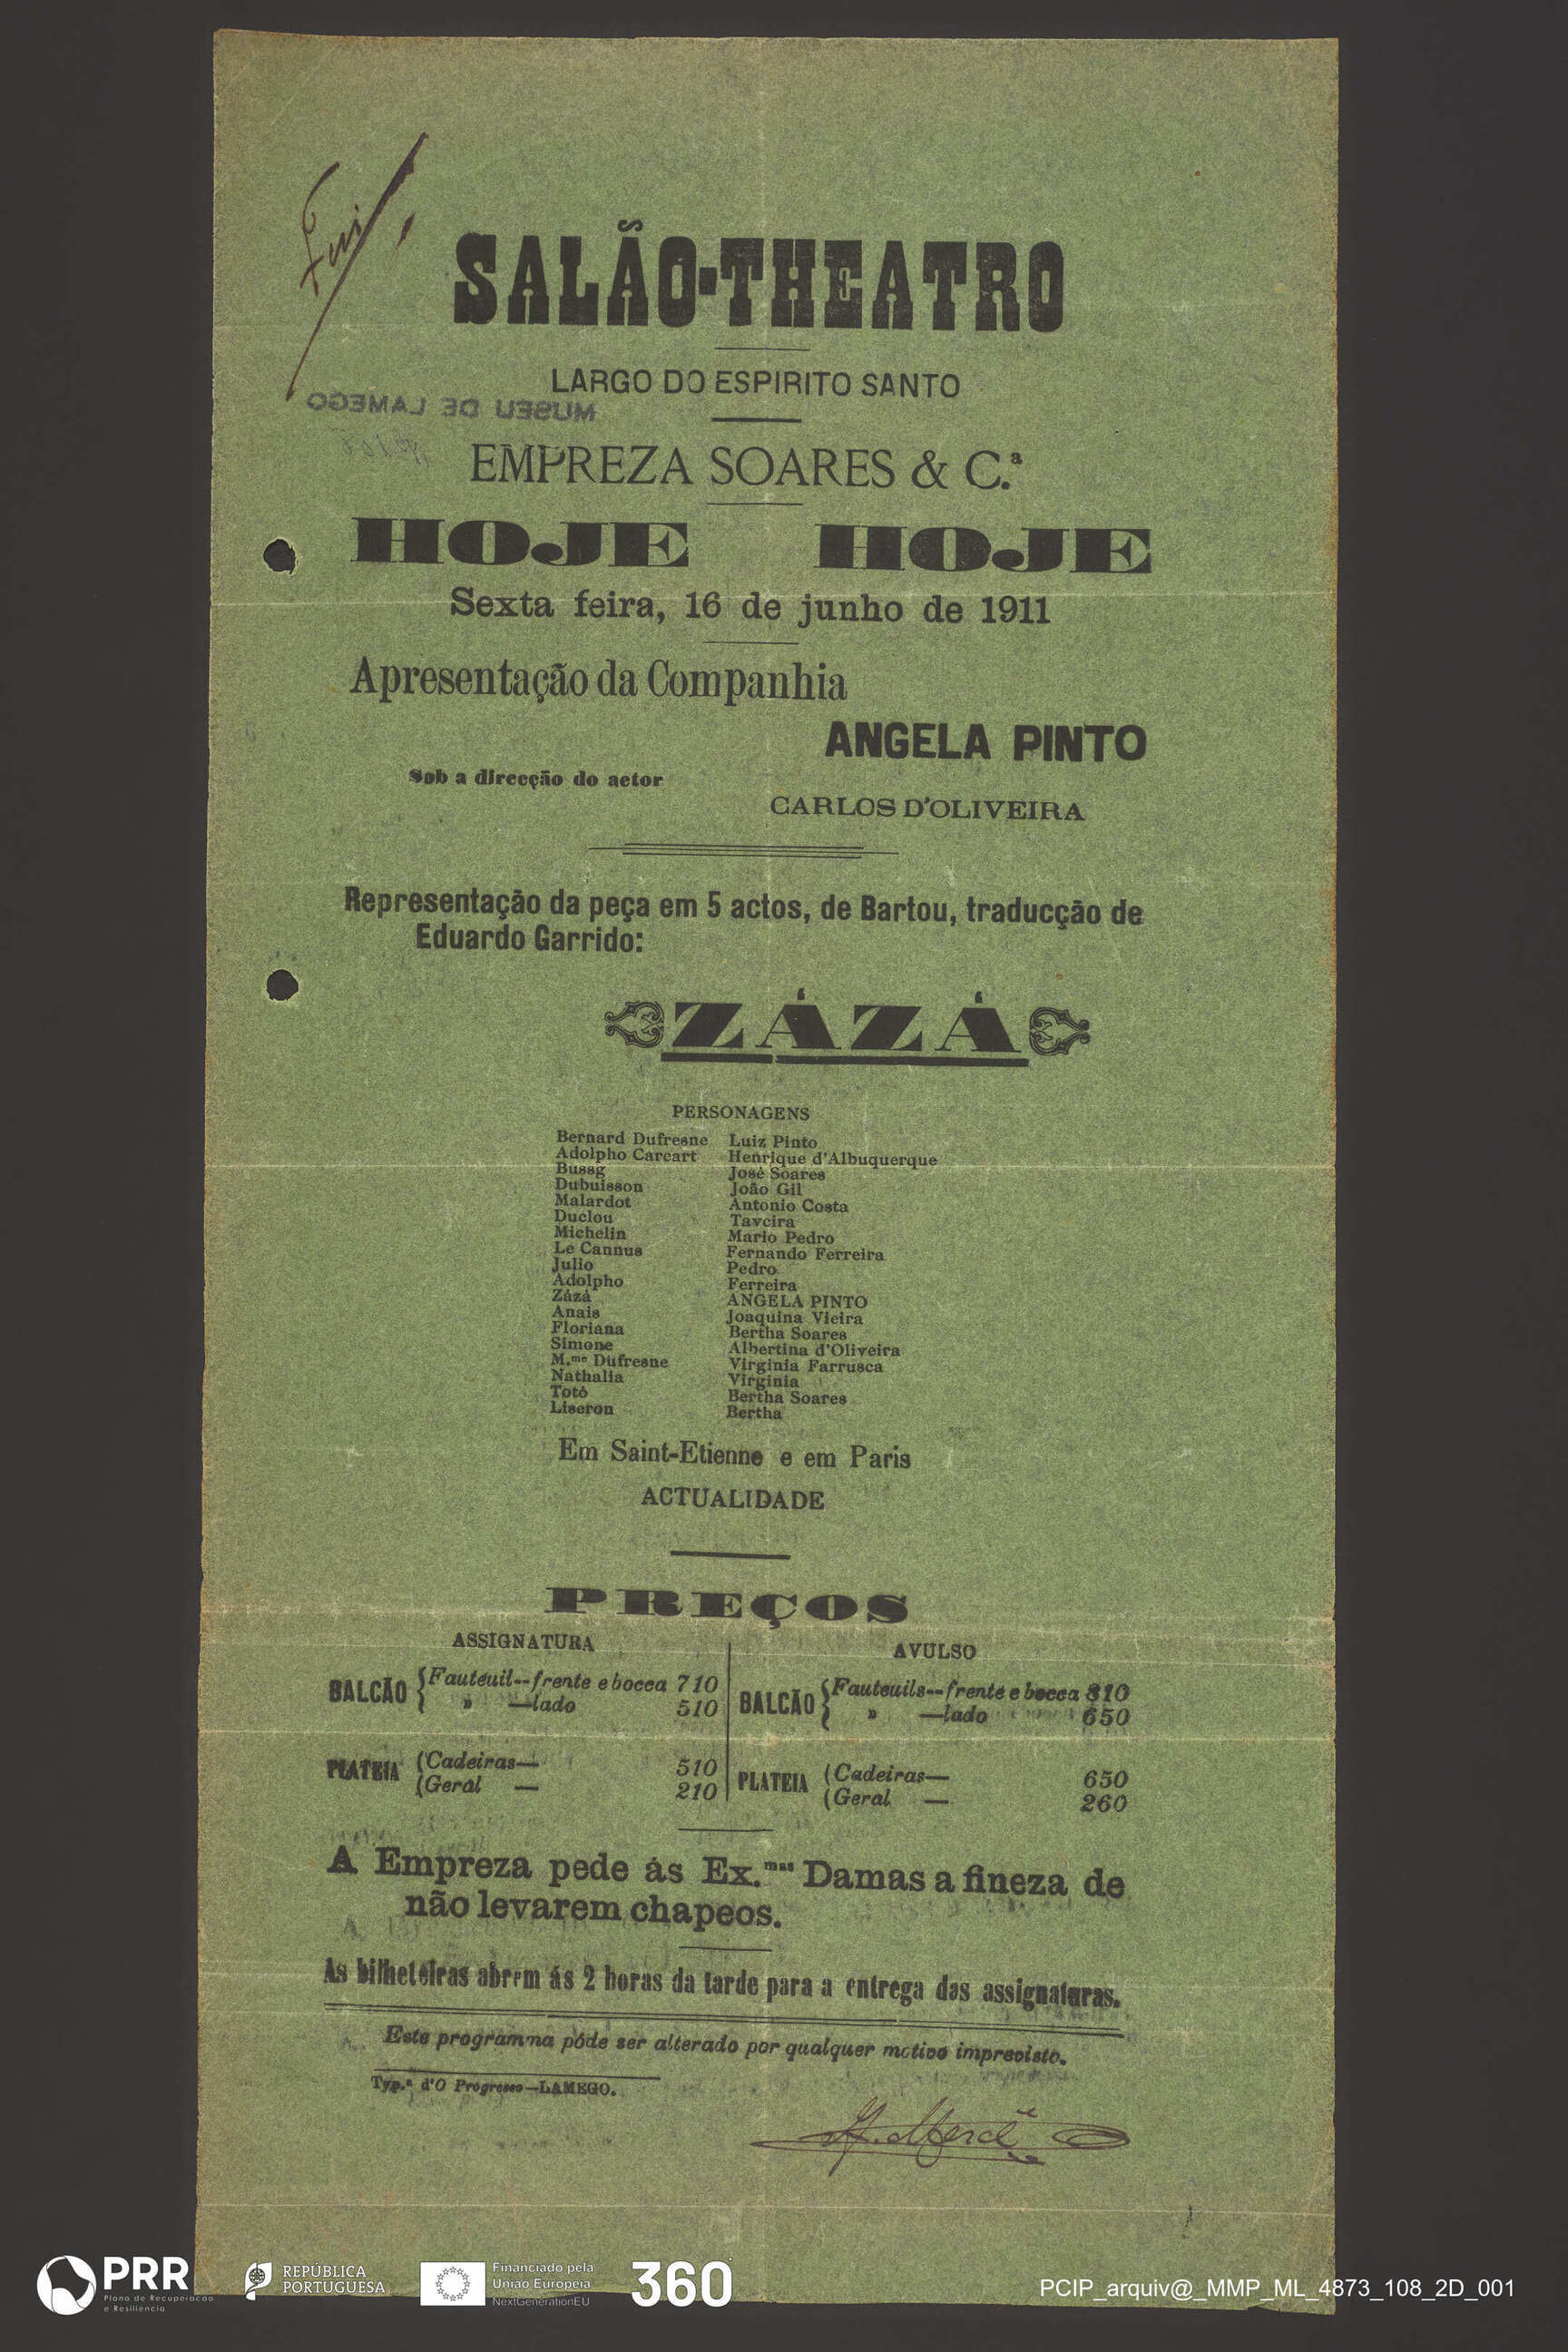 Fui
SALÃO-THEATRO
LARGO DO ESPIRITO SANTO
MUSEU DE LAMEGO
EMPREZA SOARES & C.ª
HOJE HOJE
Sexta feira, 16 de junho de 1911
Apresentação da Companhia
ANGELA PINTO
Sob a direcção do actor
CARLOS D'OLIVEIRA
Representação da peça em 5 actos, de Bartou, traducção de
Eduardo Garrido:
ZÁZÁ
PERSONAGENS
Bernard Dufresne Luiz Pinto
Adolpho Carcart Henrique d'Albuquerque
Bussg José Soares
Dubuisson João Gil
Malardot Antonio Costa
Duclou Taveira
Michelin Mario Pedro
Le Cannus Fernando Ferreira
Julio Pedro
Adolpho Ferreira
Zázá ANGELA PINTO
Anais Joaquina Vieira
Floriana Bertha Soares
Simone Albertina d'Oliveira
M.me Dufresne Virginia Farrusca
Nathalia Virginia
Totó Bertha Soares
Liseron Bertha
Em Saint-Etienne e em Paris
ACTUALIDADE
PREÇOS
ASSIGNATURA
BALCÃO { Fauteuil--frente e bocca 710
» —lado 510
PLATEIA (Cadeiras— 510
(Geral — 210
AVULSO
BALCÃO { Fauteuils--frente e bocca 810
» —lado 650
PLATEIA (Cadeiras— 650
(Geral — 260
A Empreza pede ás Ex.mas Damas a fineza de
não levarem chapeos.
As bilheteiras abrem ás 2 horas da tarde para a entrega das assignaturas.
Este programma póde ser alterado por qualquer motivo imprevisto.
Typ.ª d'O Progresso—LAMEGO.
PRR
Plano de Recuperação
e Resiliência
REPÚBLICA
PORTUGUESA
Financiado pela
União Europeia
NextGenerationEU
360
PCIP_arquiv@_MMP_ML_4873_108_2D_001